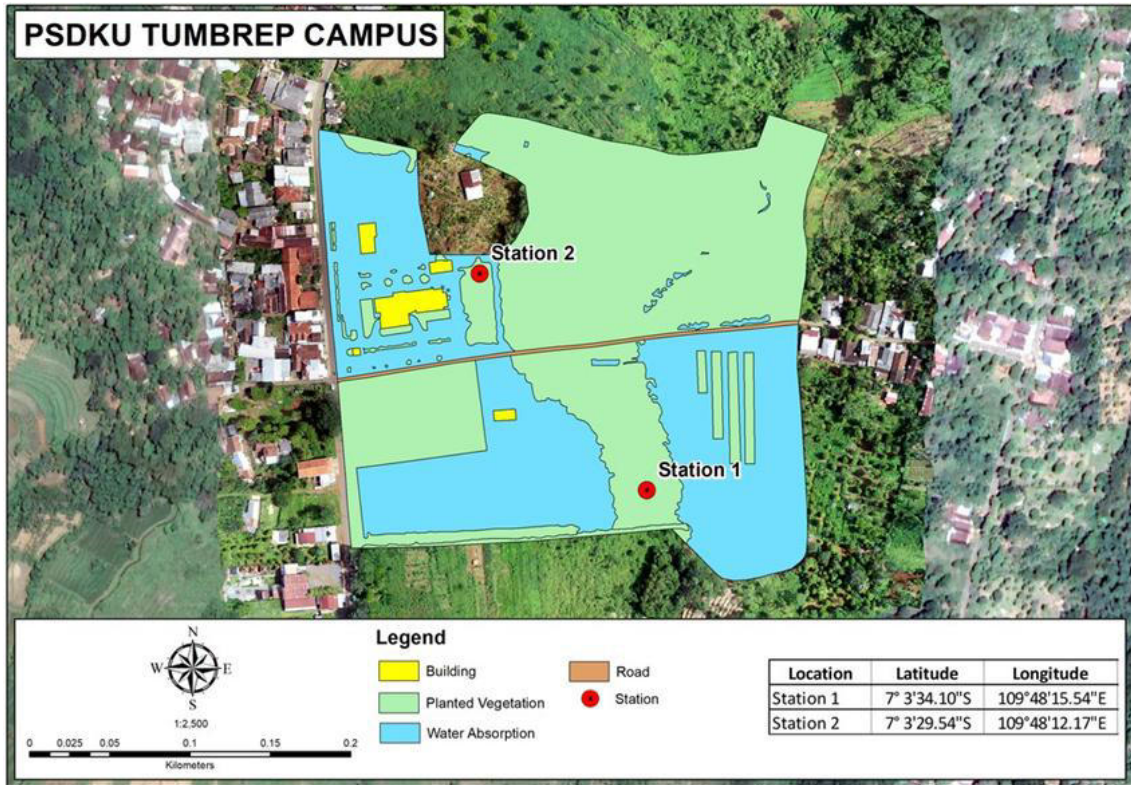 PSDKU TUMBREP CAMPUS
Station 2
Station 1
N
W E
S
1:2,500
0 0.025 0.05 0.1 0.15 0.2
Kilometers
Legend
Building
Planted Vegetation
Water Absorption
Road
Station
Location Latitude Longitude
Station 1 7° 3'34.10"S 109°48'15.54"E
Station 2 7° 3'29.54"S 109°48'12.17"E